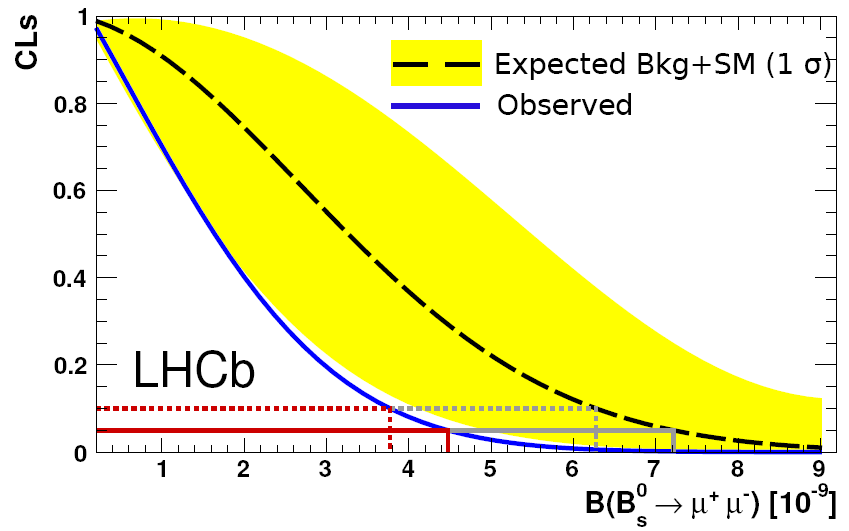 CLs
1
0.8
0.6
0.4
0.2
0
Expected Bkg+SM (1 σ)
Observed
LHCb
1 2 3 4 5 6 7 8 9
B(B⁰ₛ → μ⁺ μ⁻) [10⁻⁹]